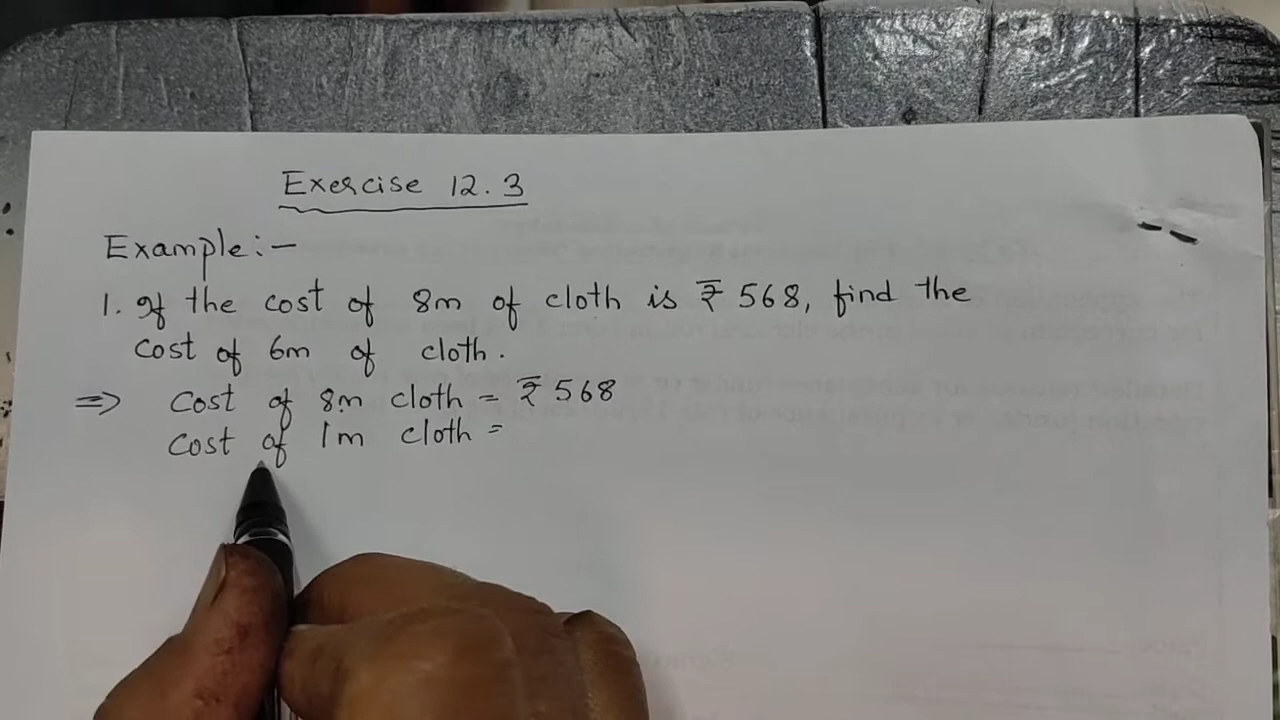 Exercise 12.3
Example:-
1. If the cost of 8m of cloth is ₹ 568, find the
cost of 6m of cloth.
⇒ Cost of 8m cloth = ₹ 568
Cost of 1m cloth =